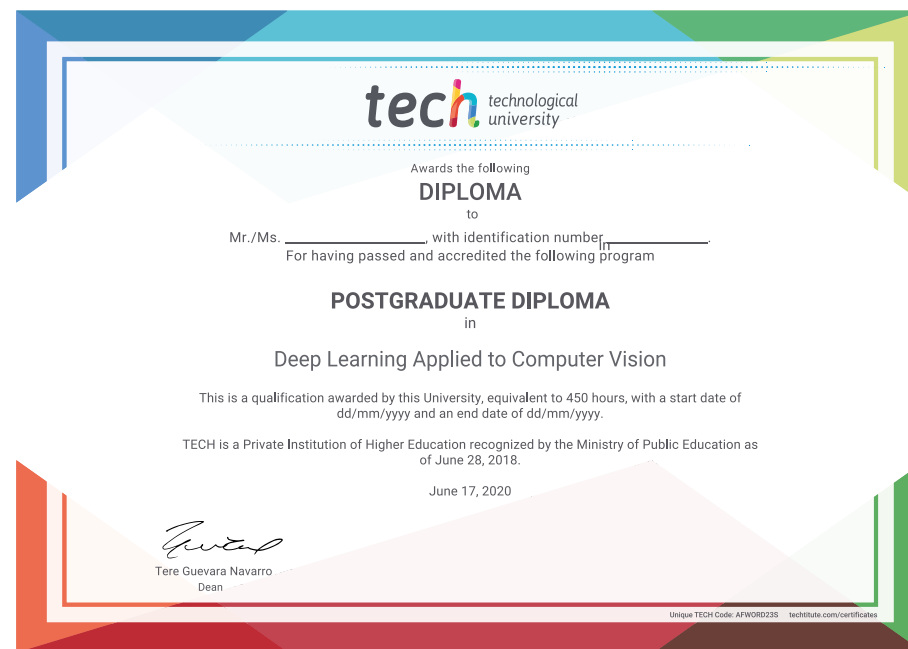 tech technological
university
Awards the following
DIPLOMA
to
Mr./Ms. ____________________, with identification number______________.
In
For having passed and accredited the following program
POSTGRADUATE DIPLOMA
in
Deep Learning Applied to Computer Vision
This is a qualification awarded by this University, equivalent to 450 hours, with a start date of
dd/mm/yyyy and an end date of dd/mm/yyyy.
TECH is a Private Institution of Higher Education recognized by the Ministry of Public Education as
of June 28, 2018.
June 17, 2020
Tere Guevara Navarro
Dean
Unique TECH Code: AFWORD23S techtitute.com/certificates